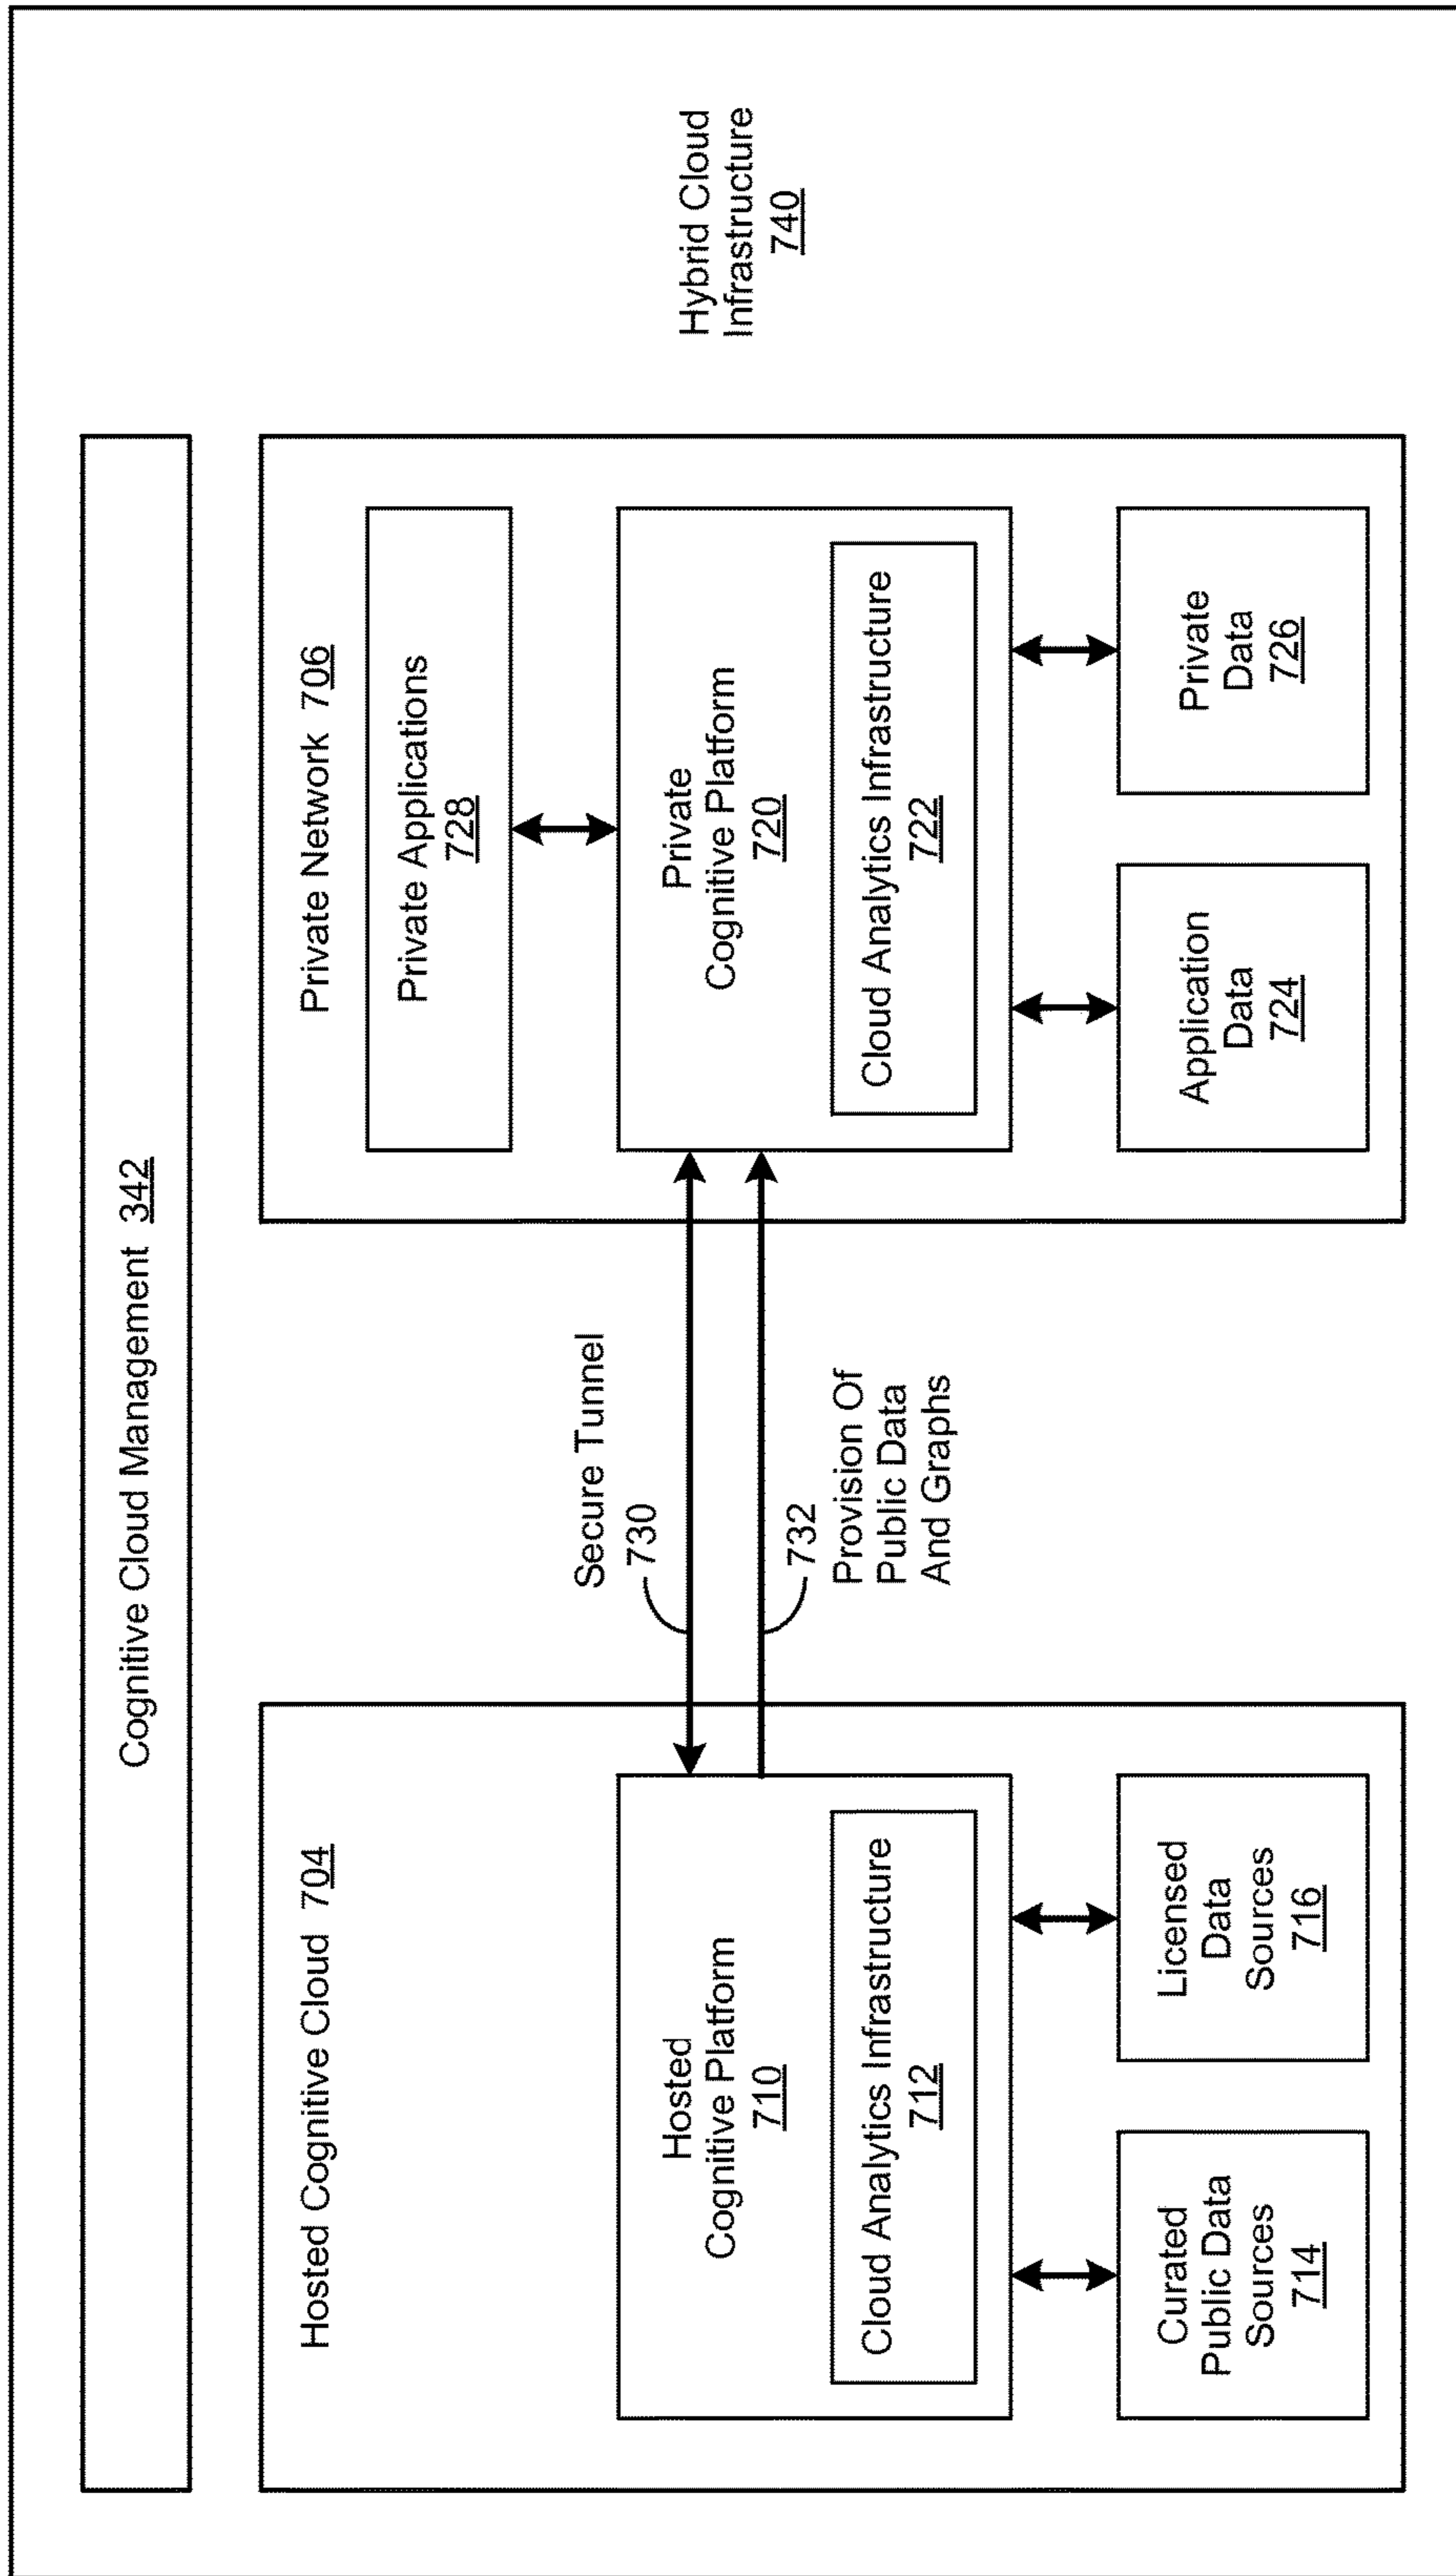 Cognitive Cloud Management 342
Hosted Cognitive Cloud 704
Hosted
Cognitive Platform
710
Cloud Analytics Infrastructure
712
Curated
Public Data
Sources
714
Licensed
Data
Sources
716
Secure Tunnel
730
732
Provision Of
Public Data
And Graphs
Private Network 706
Private Applications
728
Private
Cognitive Platform
720
Cloud Analytics Infrastructure
722
Application
Data
724
Private
Data
726
Hybrid Cloud
Infrastructure
740